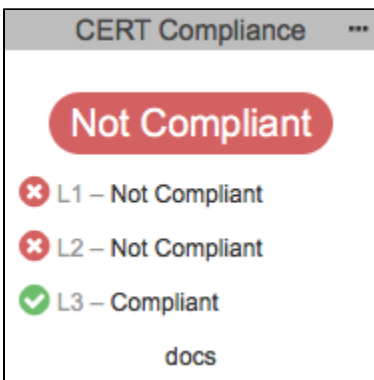 CERT Compliance
Not Compliant
L1 – Not Compliant
L2 – Not Compliant
L3 – Compliant
docs